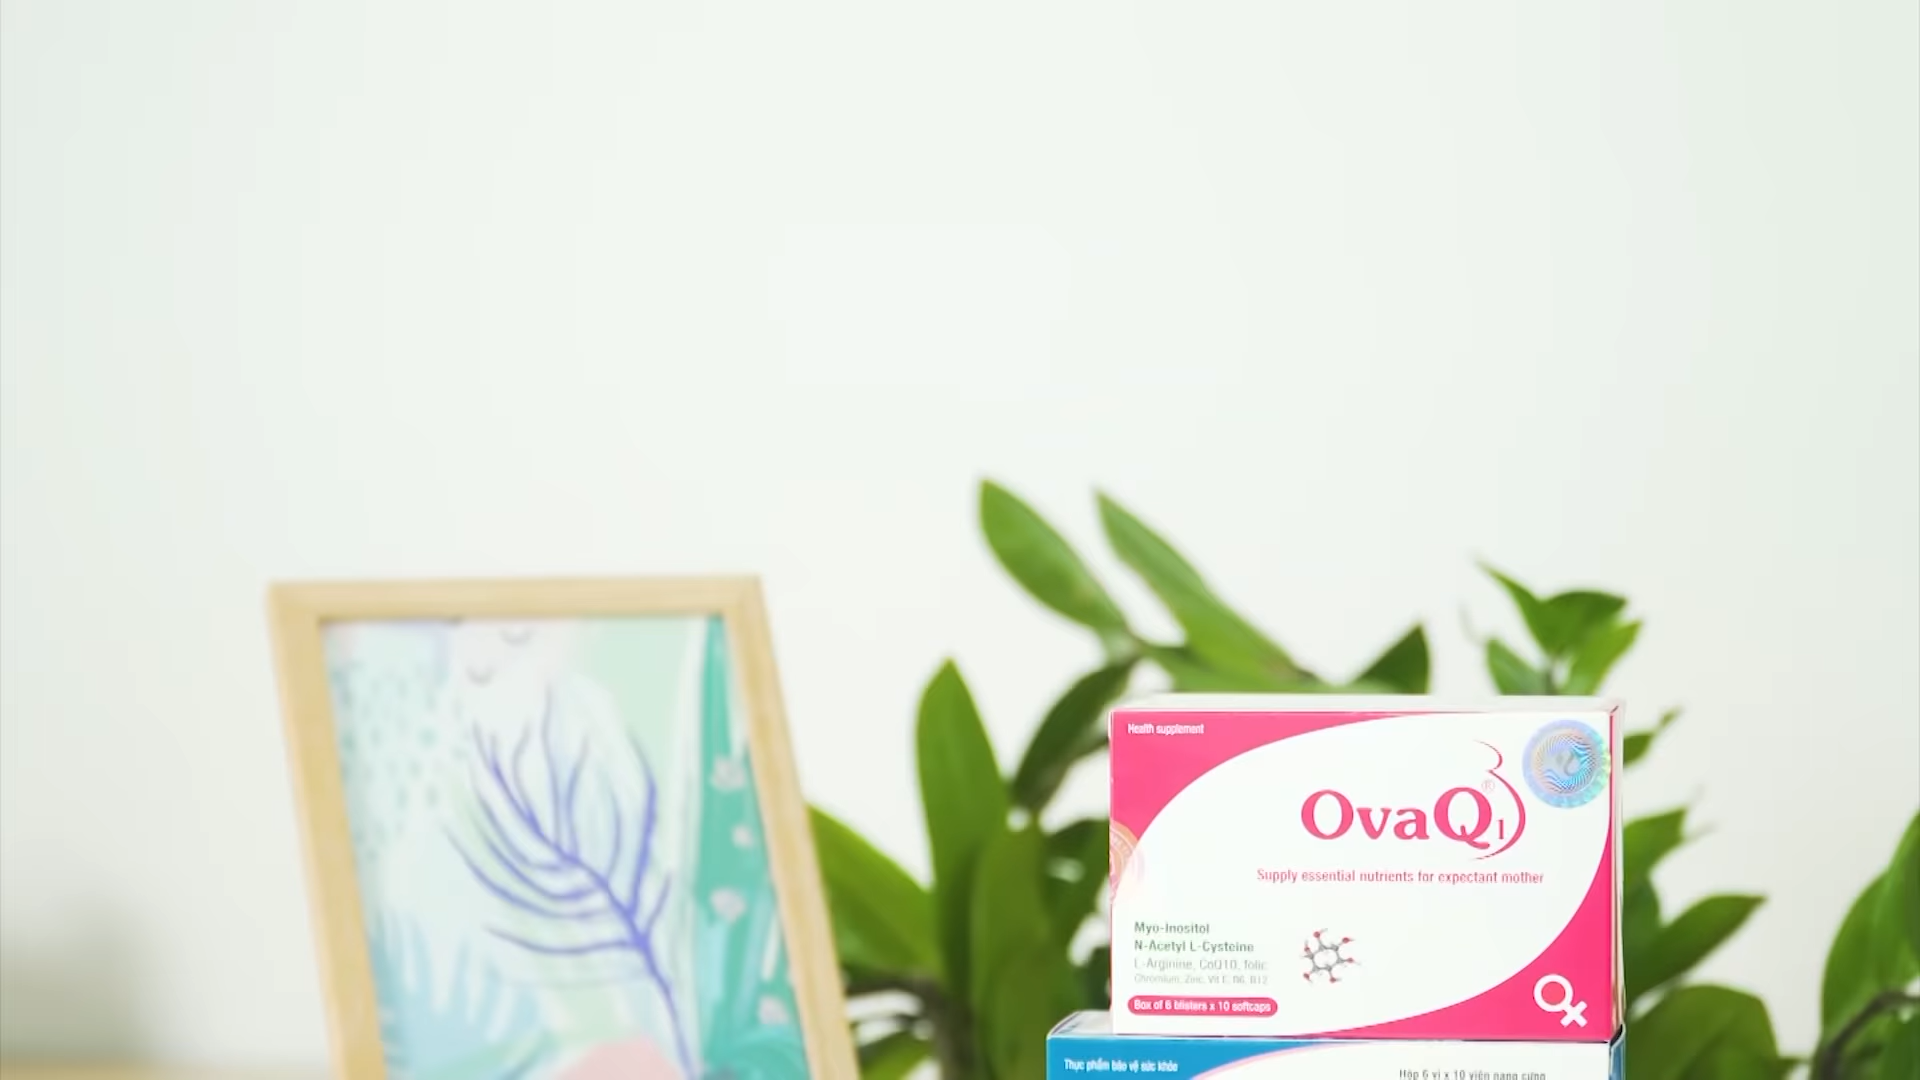 Health supplement
OvaQ1®
Supply essential nutrients for expectant mother
Myo-Inositol
N-Acetyl L-Cysteine
L-Arginine, CoQ10, folic
Chromium, Zinc, Vit E, B6, B12
Box of 6 blisters x 10 softcaps
Thực phẩm bảo vệ sức khỏe
Hộp 6 vỉ x 10 viên nang cứng